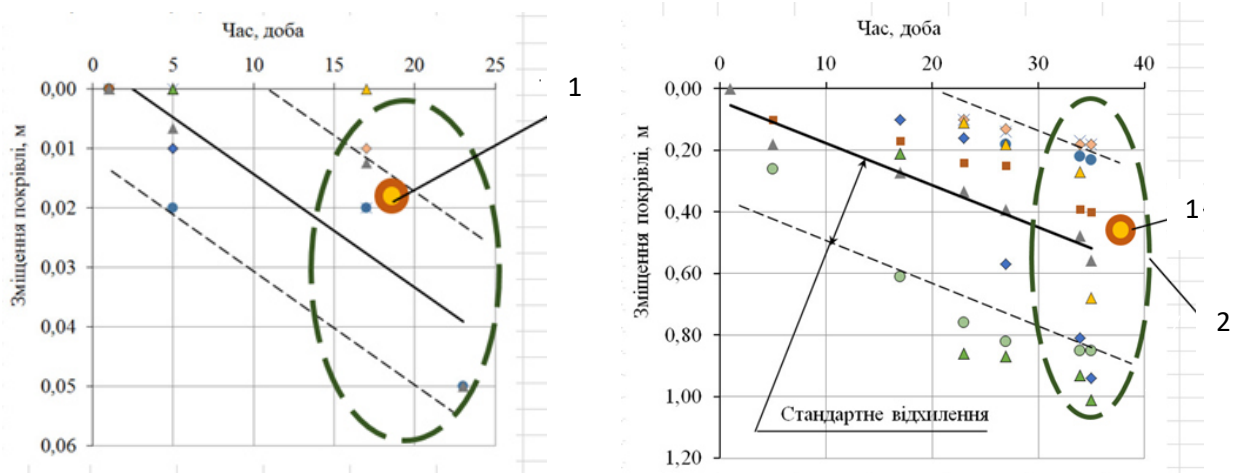 Час, доба
0 5 10 15 20 25
0,00
0,01
0,02
0,03
0,04
0,05
0,06
Зміщення покрівлі, м
1
Час, доба
0 10 20 30 40
0,00
0,20
0,40
0,60
0,80
1,00
1,20
Зміщення покрівлі, м
Стандартне відхилення
1
2